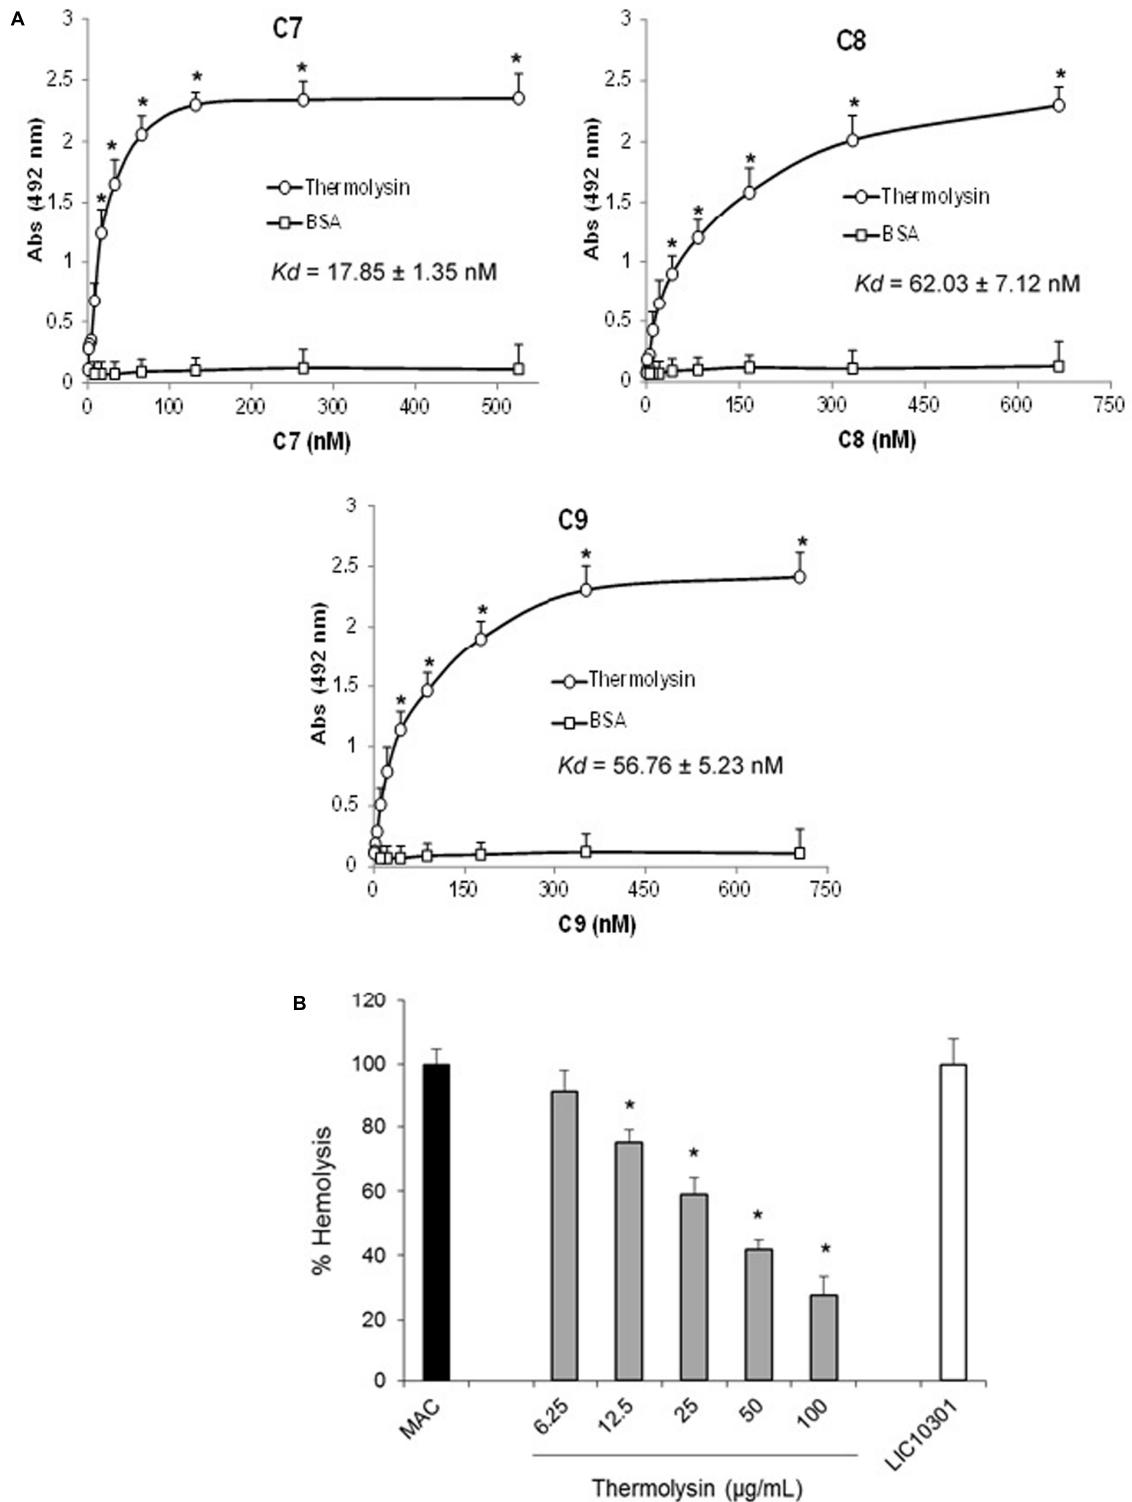 A
C7
3
2.5
2
1.5
1
0.5
0
Abs (492 nm)
* * * * * *
Thermolysin
BSA
Kd = 17.85 ± 1.35 nM
0 100 200 300 400 500
C7 (nM)
C8
3
2.5
2
1.5
1
0.5
0
Abs (492 nm)
* * * * *
Thermolysin
BSA
Kd = 62.03 ± 7.12 nM
0 150 300 450 600 750
C8 (nM)
C9
3
2.5
2
1.5
1
0.5
0
Abs (492 nm)
* * * * *
Thermolysin
BSA
Kd = 56.76 ± 5.23 nM
0 150 300 450 600 750
C9 (nM)
B
120
100
80
60
40
20
0
% Hemolysis
* * * *
MAC 6.25 12.5 25 50 100 LIC10301
Thermolysin (μg/mL)